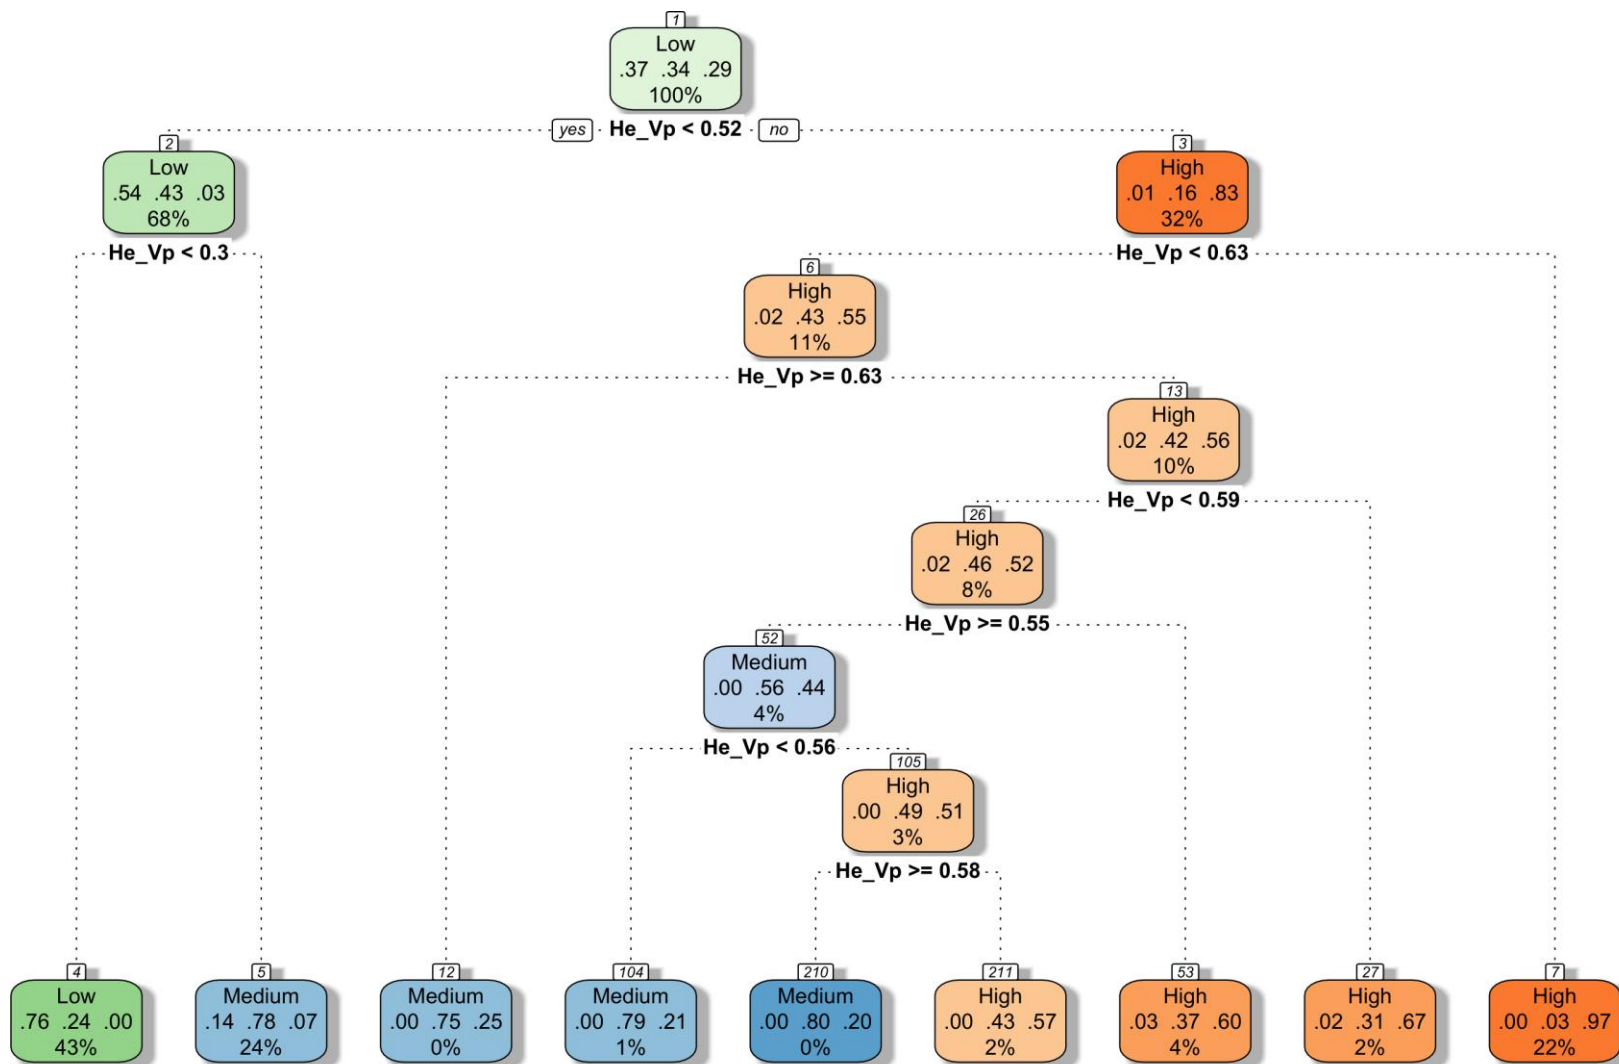 1
Low
.37 .34 .29
100%
yes He_Vp < 0.52 no
2
Low
.54 .43 .03
68%
He_Vp < 0.3
3
High
.01 .16 .83
32%
He_Vp < 0.63
6
High
.02 .43 .55
11%
He_Vp >= 0.63
13
High
.02 .42 .56
10%
He_Vp < 0.59
26
High
.02 .46 .52
8%
He_Vp >= 0.55
52
Medium
.00 .56 .44
4%
He_Vp < 0.56
105
High
.00 .49 .51
3%
He_Vp >= 0.58
4
Low
.76 .24 .00
43%
5
Medium
.14 .78 .07
24%
12
Medium
.00 .75 .25
0%
104
Medium
.00 .79 .21
1%
210
Medium
.00 .80 .20
0%
211
High
.00 .43 .57
2%
53
High
.03 .37 .60
4%
27
High
.02 .31 .67
2%
7
High
.00 .03 .97
22%